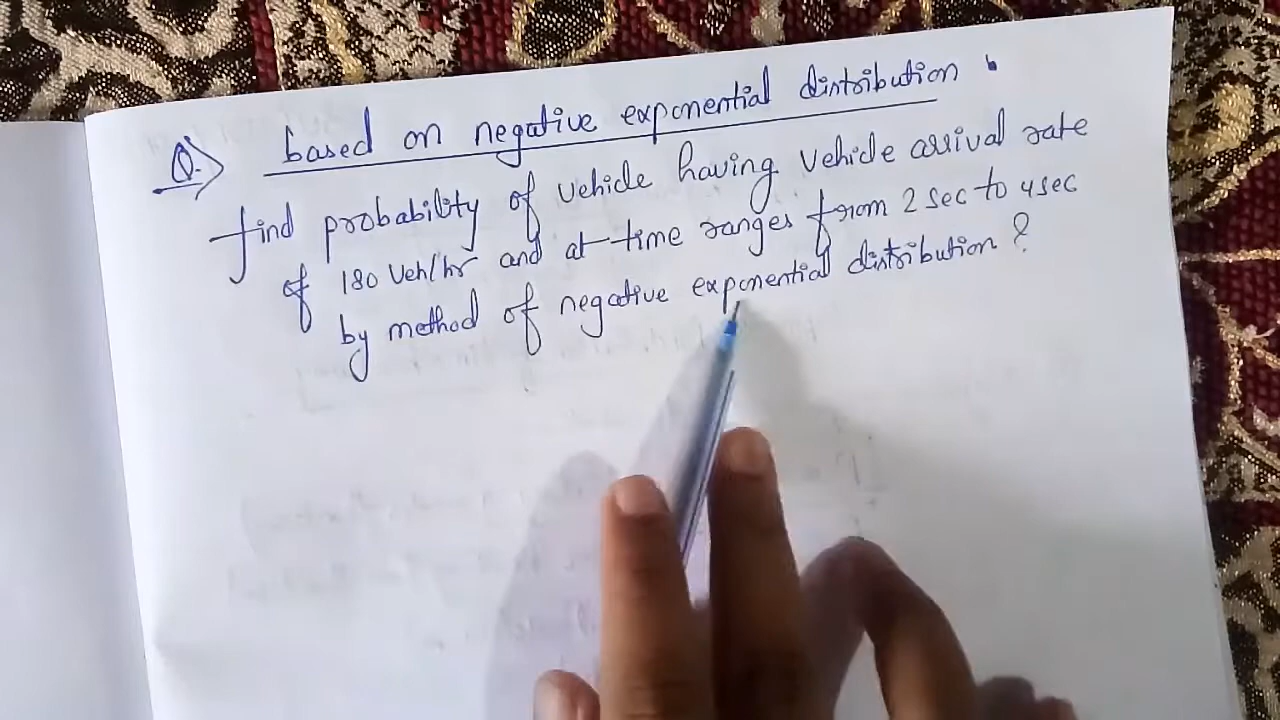 Q.> based on negative exponential distribution.
find probability of vehicle having vehicle arrival rate
of 180 Veh/hr and at time ranges from 2 sec to 4 sec
by method of negative exponential distribution ?